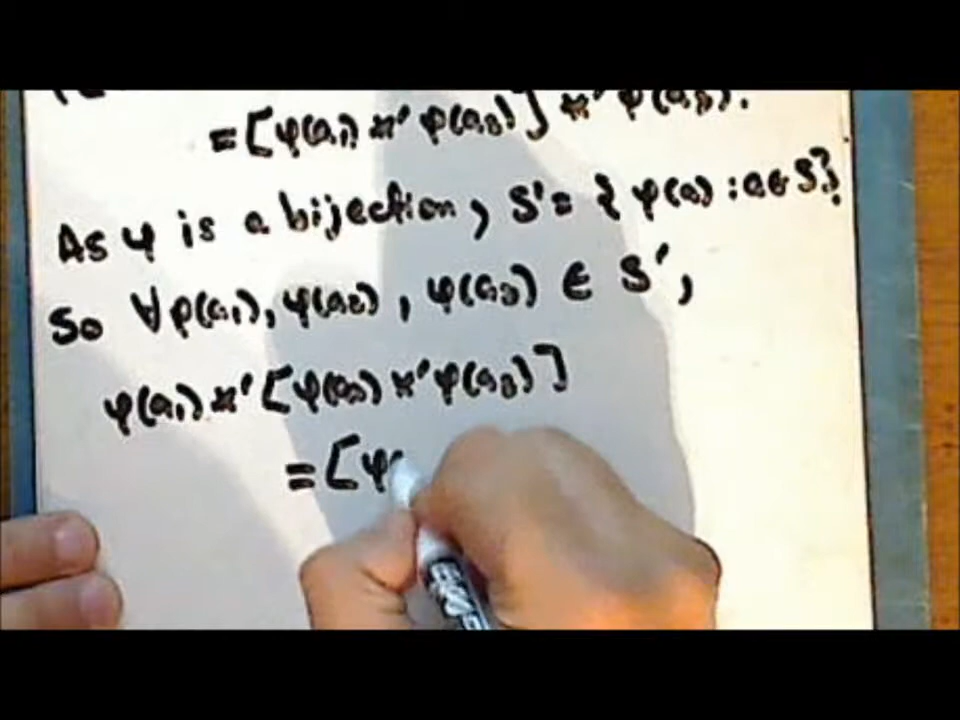 = [φ(a₁) *' φ(a₂)] *' φ(a₃).
As φ is a bijection, S' = { φ(a) : a ∈ S}.
So ∀ φ(a₁), φ(a₂), φ(a₃) ∈ S',
φ(a₁) *' [φ(a₂) *' φ(a₃)]
= [φ(